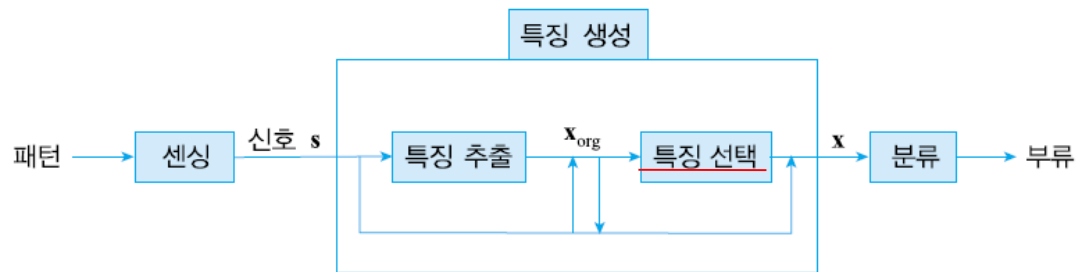 특징 생성
패턴
센싱
신호 s
특징 추출
x_org
특징 선택
x
분류
부류